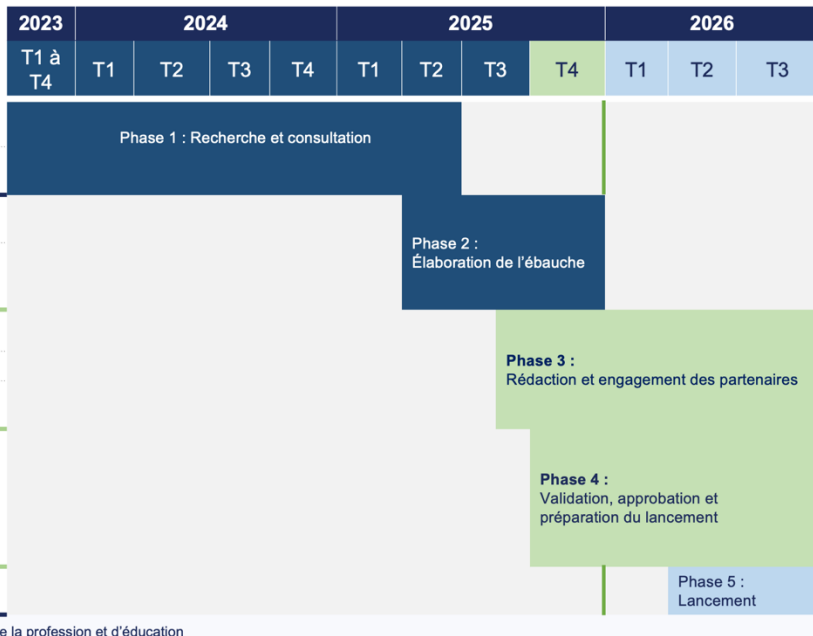 2023 2024 2025 2026
T1 à
T4 T1 T2 T3 T4 T1 T2 T3 T4 T1 T2 T3
Phase 1 : Recherche et consultation
Phase 2 :
Élaboration de l'ébauche
Phase 3 :
Rédaction et engagement des partenaires
Phase 4 :
Validation, approbation et
préparation du lancement
Phase 5 :
Lancement
la profession et d'éducation